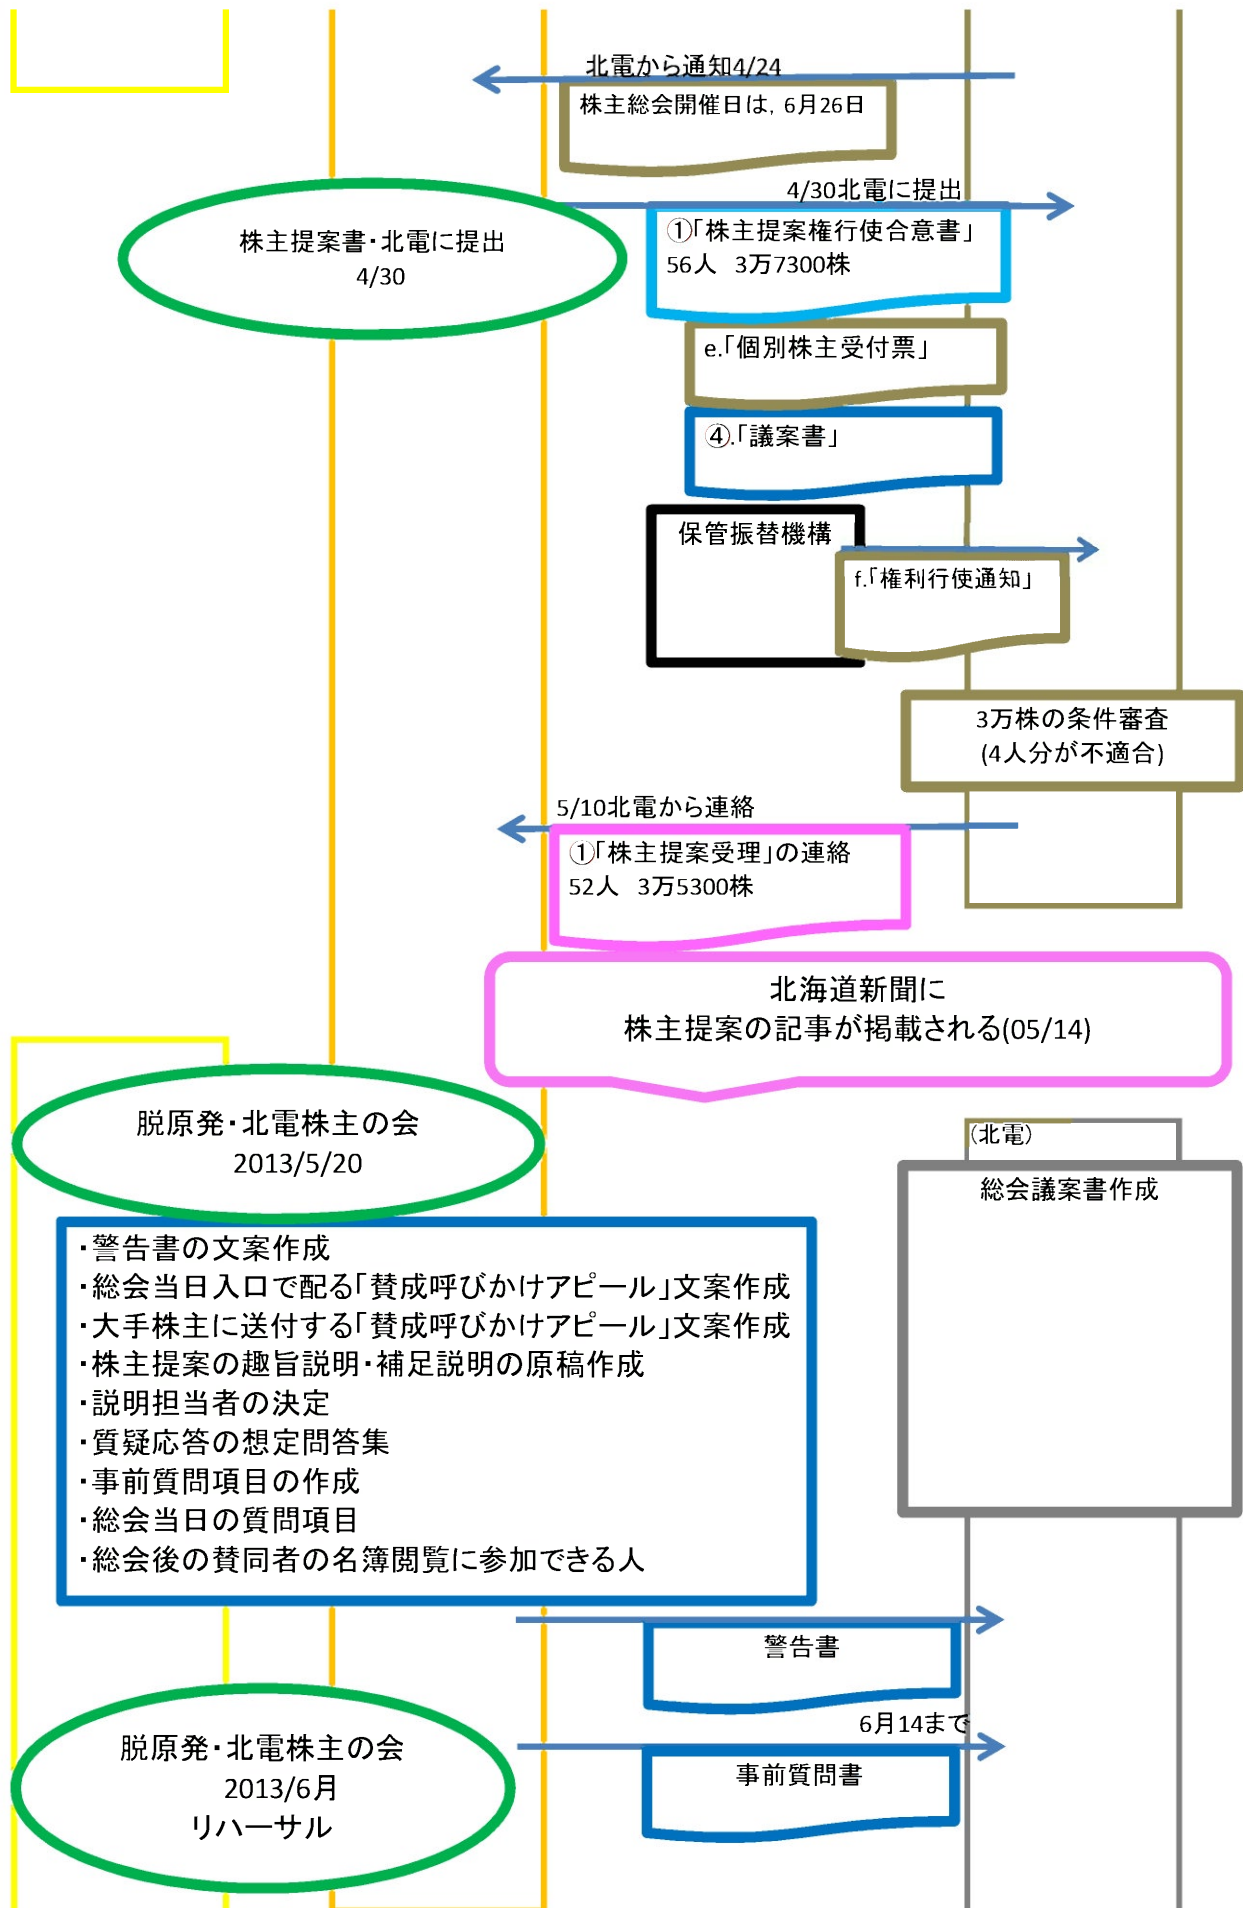 北電から通知4/24
株主総会開催日は，6月26日
4/30北電に提出
株主提案書・北電に提出
4/30
①「株主提案権行使合意書」
56人　3万7300株
e.「個別株主受付票」
④.「議案書」
保管振替機構
f.「権利行使通知」
3万株の条件審査
(4人分が不適合)
5/10北電から連絡
①「株主提案受理」の連絡
52人　3万5300株
北海道新聞に
株主提案の記事が掲載される(05/14)
脱原発・北電株主の会
2013/5/20
(北電)
総会議案書作成
・警告書の文案作成
・総会当日入口で配る「賛成呼びかけアピール」文案作成
・大手株主に送付する「賛成呼びかけアピール」文案作成
・株主提案の趣旨説明・補足説明の原稿作成
・説明担当者の決定
・質疑応答の想定問答集
・事前質問項目の作成
・総会当日の質問項目
・総会後の賛同者の名簿閲覧に参加できる人
警告書
6月14まで
事前質問書
脱原発・北電株主の会
2013/6月
リハーサル